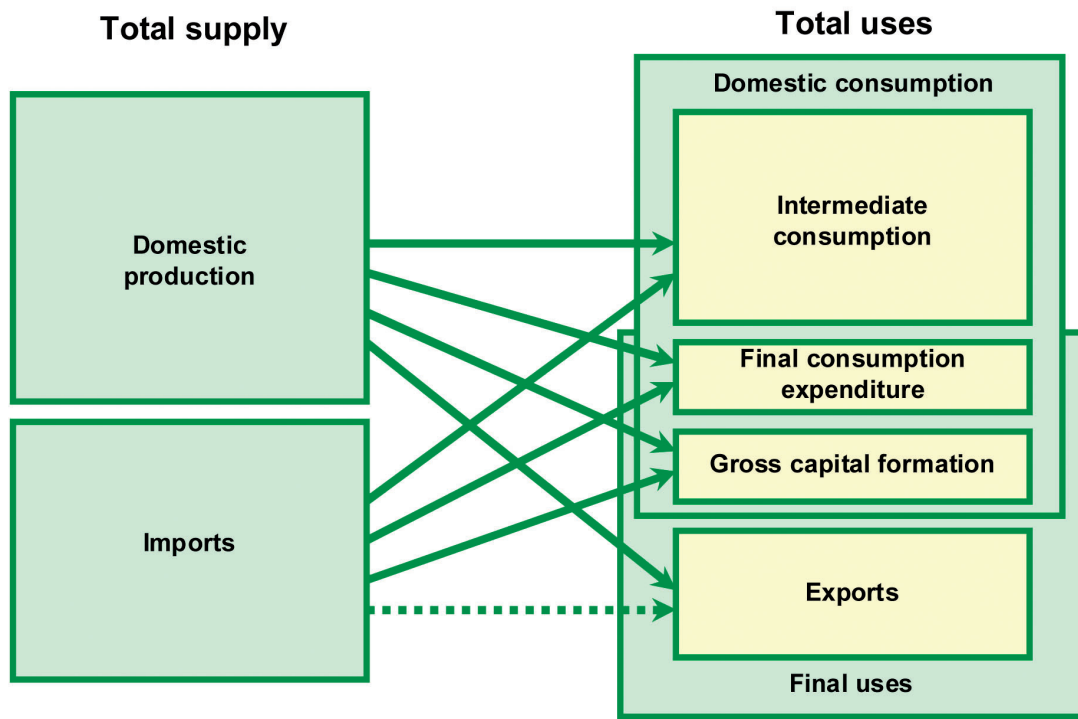 Total supply
Total uses
Domestic production
Imports
Domestic consumption
Intermediate
consumption
Final consumption
expenditure
Gross capital formation
Exports
Final uses